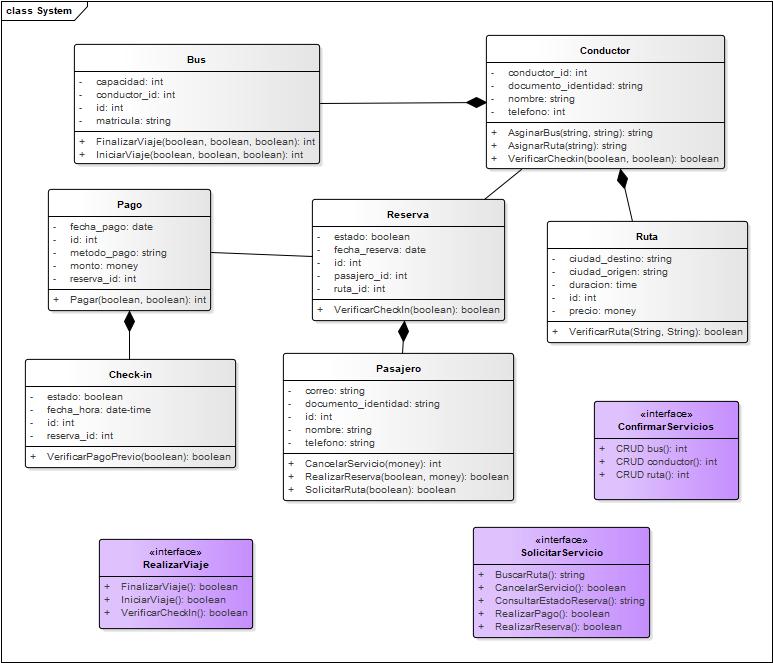 class System
Bus
- capacidad: int
- conductor_id: int
- id: int
- matricula: string
+ FinalizarViaje(boolean, boolean, boolean): int
+ IniciarViaje(boolean, boolean, boolean): int
Conductor
- conductor_id: int
- documento_identidad: string
- nombre: string
- telefono: int
+ AsginarBus(string, string): string
+ AsignarRuta(string): string
+ VerificarCheckin(boolean, boolean): boolean
Pago
- fecha_pago: date
- id: int
- metodo_pago: string
- monto: money
- reserva_id: int
+ Pagar(boolean, boolean): int
Reserva
- estado: boolean
- fecha_reserva: date
- id: int
- pasajero_id: int
- ruta_id: int
+ VerificarCheckIn(boolean): boolean
Ruta
- ciudad_destino: string
- ciudad_origen: string
- duracion: time
- id: int
- precio: money
+ VerificarRuta(String, String): boolean
Check-in
- estado: boolean
- fecha_hora: date-time
- id: int
- reserva_id: int
+ VerificarPagoPrevio(boolean): boolean
Pasajero
- correo: string
- documento_identidad: string
- id: int
- nombre: string
- telefono: string
+ CancelarServicio(money): int
+ RealizarReserva(boolean, money): boolean
+ SolicitarRuta(boolean): boolean
«interface»
ConfirmarServicios
+ CRUD bus(): int
+ CRUD conductor(): int
+ CRUD ruta(): int
«interface»
RealizarViaje
+ FinalizarViaje(): boolean
+ IniciarViaje(): boolean
+ VerificarCheckIn(): boolean
«interface»
SolicitarServicio
+ BuscarRuta(): string
+ CancelarServicio(): boolean
+ ConsultarEstadoReserva(): string
+ RealizarPago(): boolean
+ RealizarReserva(): boolean